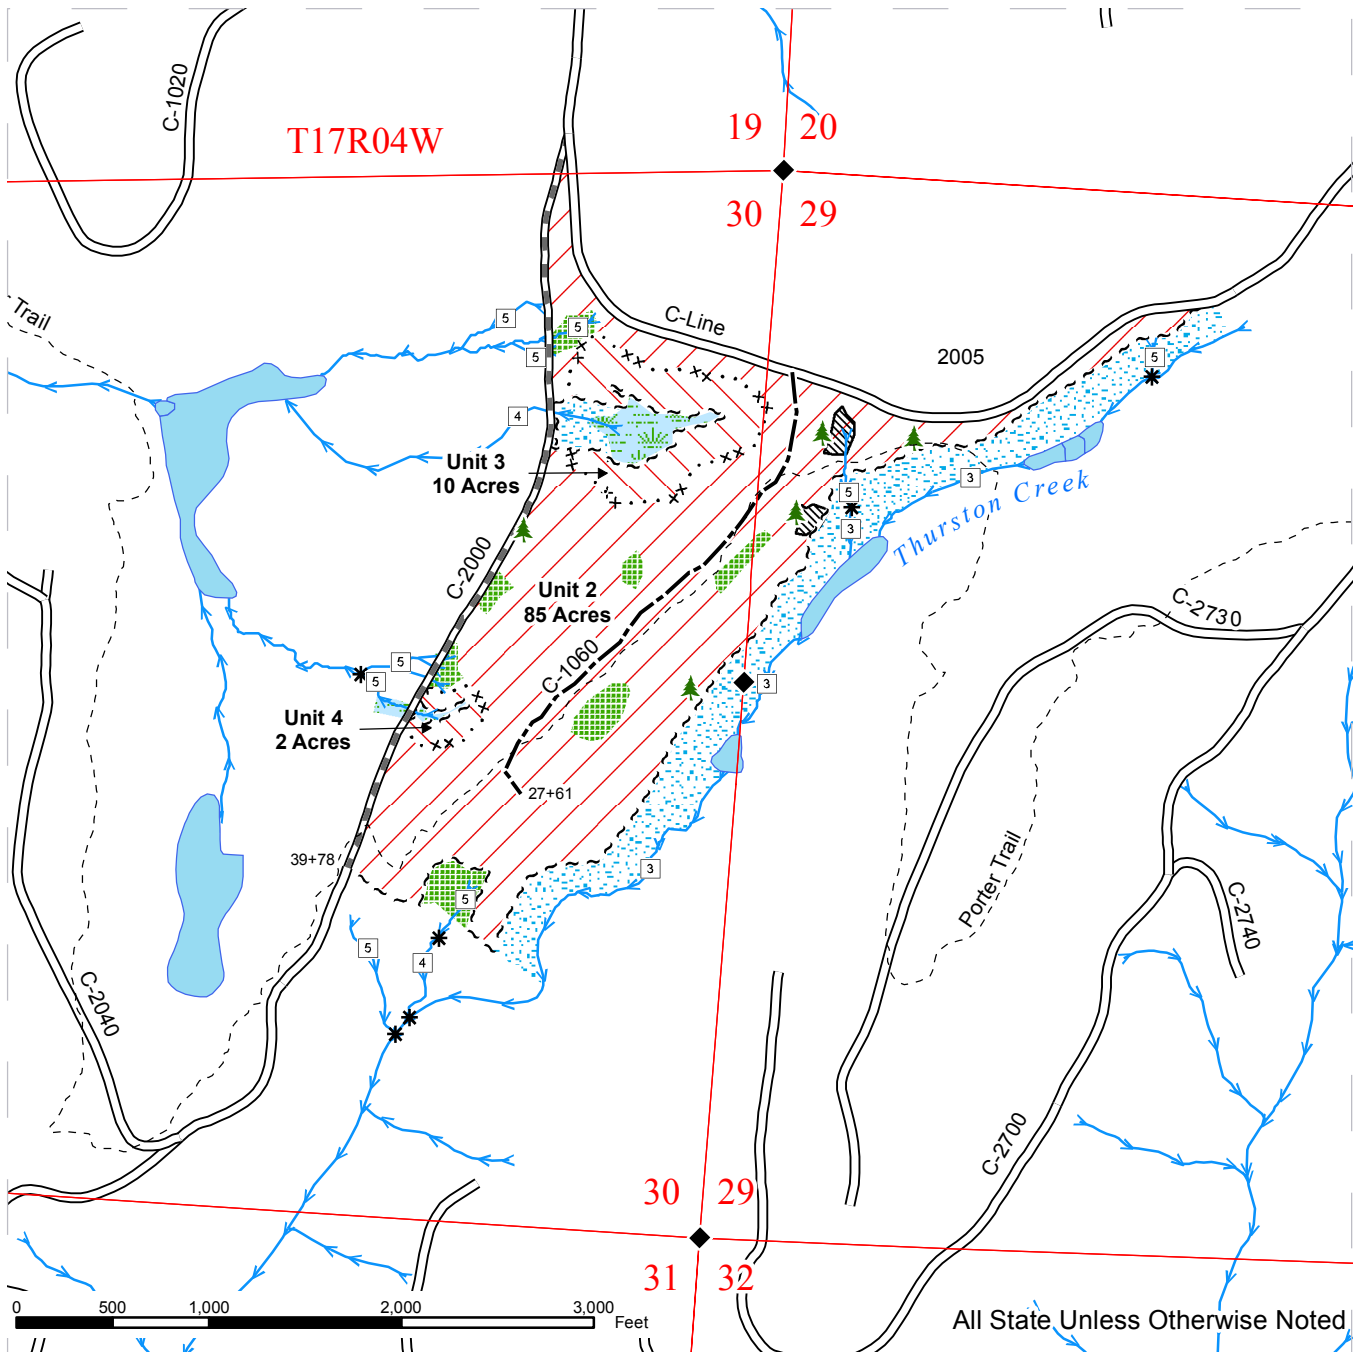 C-1020
T17R04W
19
20
30
29
Trail
5
5
5
C-Line
2005
5
4
Unit 3
10 Acres
3
5
3
Thurston Creek
C-2000
Unit 2
85 Acres
C-2730
C-1060
5
5
3
Unit 4
2 Acres
27+61
39+78
3
Porter Trail
5
C-2740
5
4
C-2040
C-2700
30
29
31
32
0
500
1,000
2,000
3,000
Feet
All State Unless Otherwise Noted